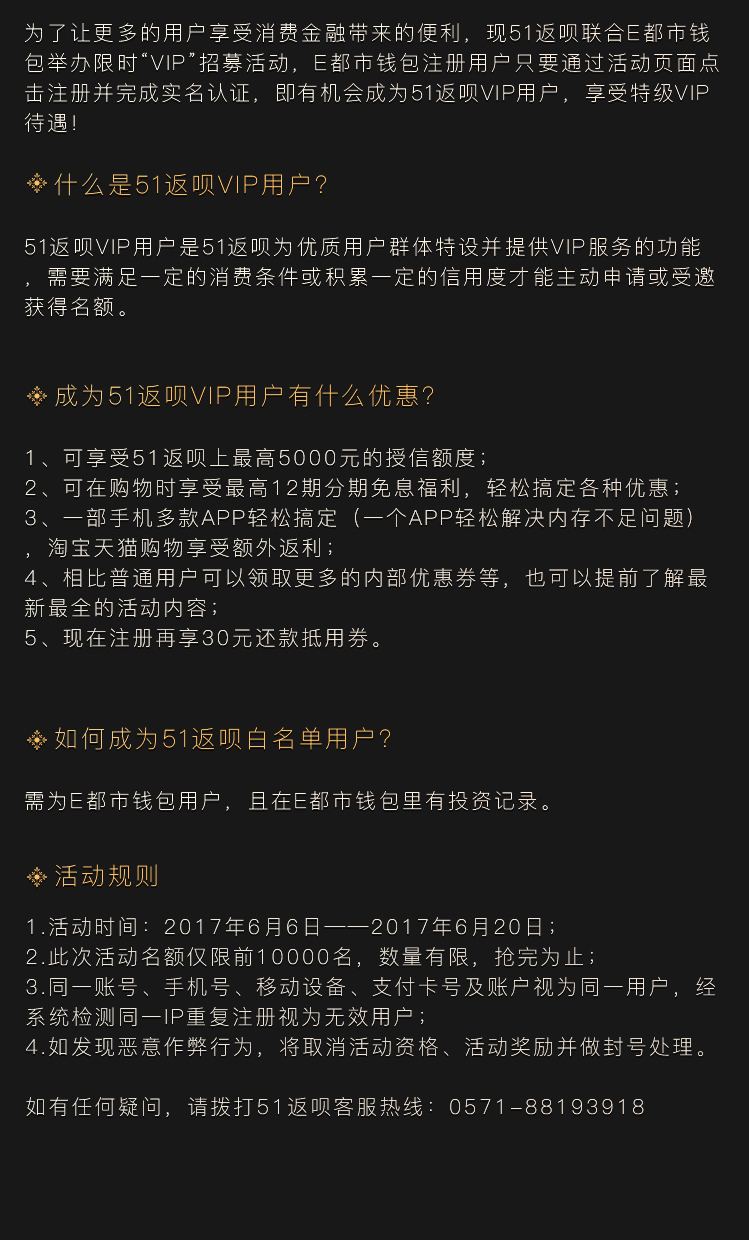 为了让更多的用户享受消费金融带来的便利，现51返呗联合E都市钱
包举办限时“VIP”招募活动，E都市钱包注册用户只要通过活动页面点
击注册并完成实名认证，即有机会成为51返呗VIP用户，享受特级VIP
待遇！
什么是51返呗VIP用户？
51返呗VIP用户是51返呗为优质用户群体特设并提供VIP服务的功能
，需要满足一定的消费条件或积累一定的信用度才能主动申请或受邀
获得名额。
成为51返呗VIP用户有什么优惠？
1、可享受51返呗上最高5000元的授信额度；
2、可在购物时享受最高12期分期免息福利，轻松搞定各种优惠；
3、一部手机多款APP轻松搞定（一个APP轻松解决内存不足问题）
，淘宝天猫购物享受额外返利；
4、相比普通用户可以领取更多的内部优惠券等，也可以提前了解最
新最全的活动内容；
5、现在注册再享30元还款抵用券。
如何成为51返呗白名单用户？
需为E都市钱包用户，且在E都市钱包里有投资记录。
活动规则
1.活动时间：2017年6月6日——2017年6月20日；
2.此次活动名额仅限前10000名，数量有限，抢完为止；
3.同一账号、手机号、移动设备、支付卡号及账户视为同一用户，经
系统检测同一IP重复注册视为无效用户；
4.如发现恶意作弊行为，将取消活动资格、活动奖励并做封号处理。
如有任何疑问，请拨打51返呗客服热线：0571–88193918